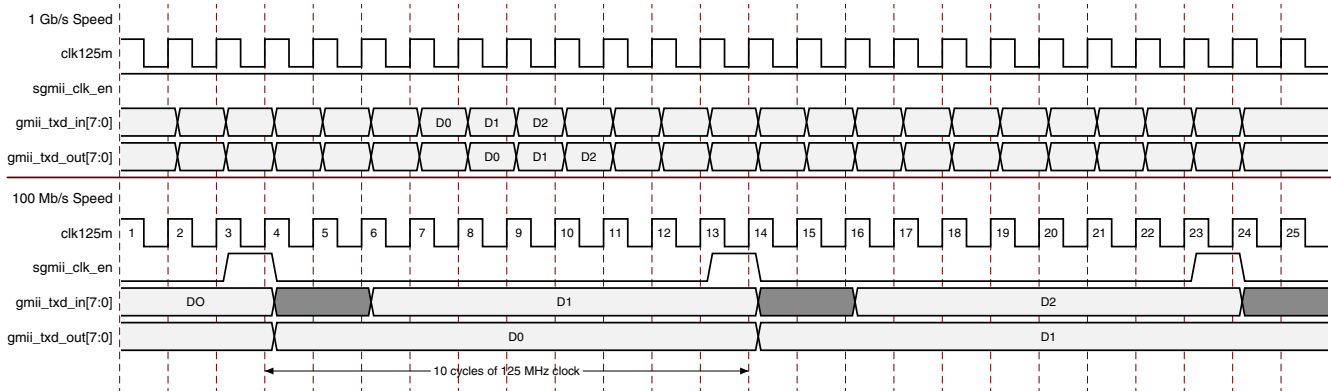 1 Gb/s Speed
clk125m
sgmii_clk_en
gmii_txd_in[7:0] D0 D1 D2
gmii_txd_out[7:0] D0 D1 D2
100 Mb/s Speed
clk125m 1 2 3 4 5 6 7 8 9 10 11 12 13 14 15 16 17 18 19 20 21 22 23 24 25
sgmii_clk_en
gmii_txd_in[7:0] DO D1 D2
gmii_txd_out[7:0] D0 D1
10 cycles of 125 MHz clock